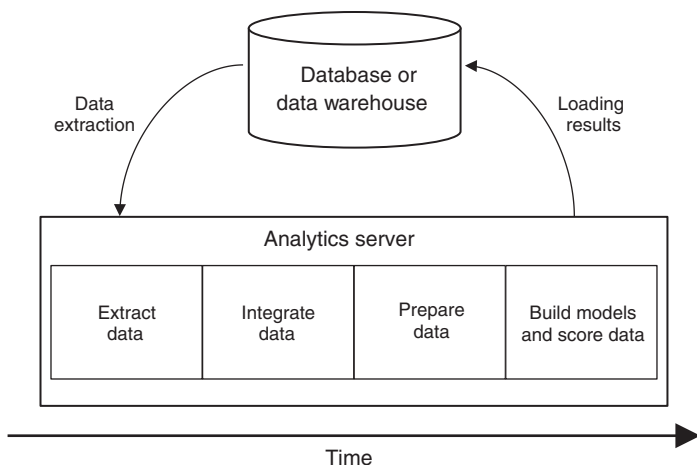 Database or
data warehouse
Data
extraction
Loading
results
Analytics server
Extract
data
Integrate
data
Prepare
data
Build models
and score data
Time